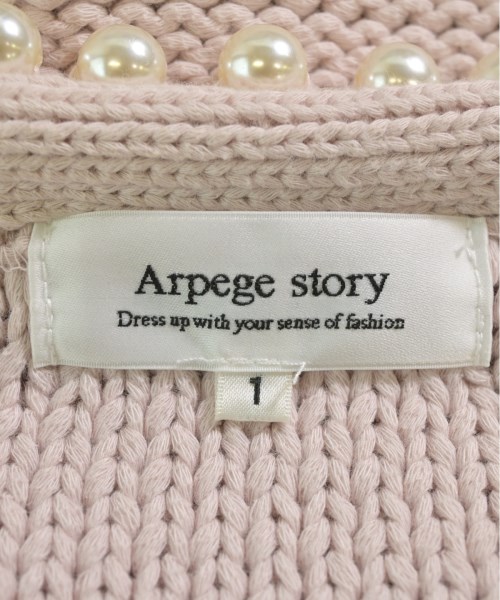 Arpege story
Dress up with your sense of fashion
1